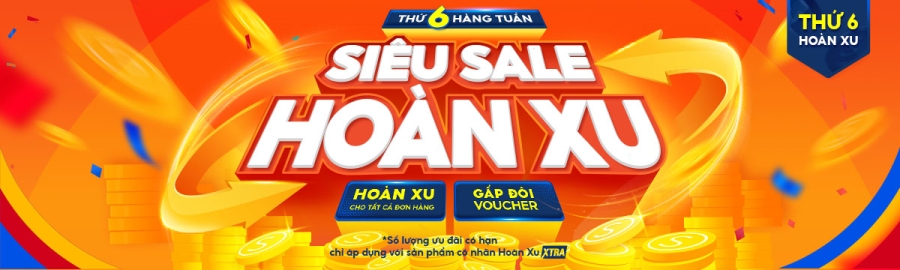 THỨ 6 HÀNG TUẦN
SIÊU SALE
HOÀN XU
HOÀN XU
CHO TẤT CẢ ĐƠN HÀNG
GẤP ĐÔI
VOUCHER
*Số lượng ưu đãi có hạn
chỉ áp dụng với sản phẩm có nhãn Hoàn Xu XTRA
THỨ 6
HOÀN XU